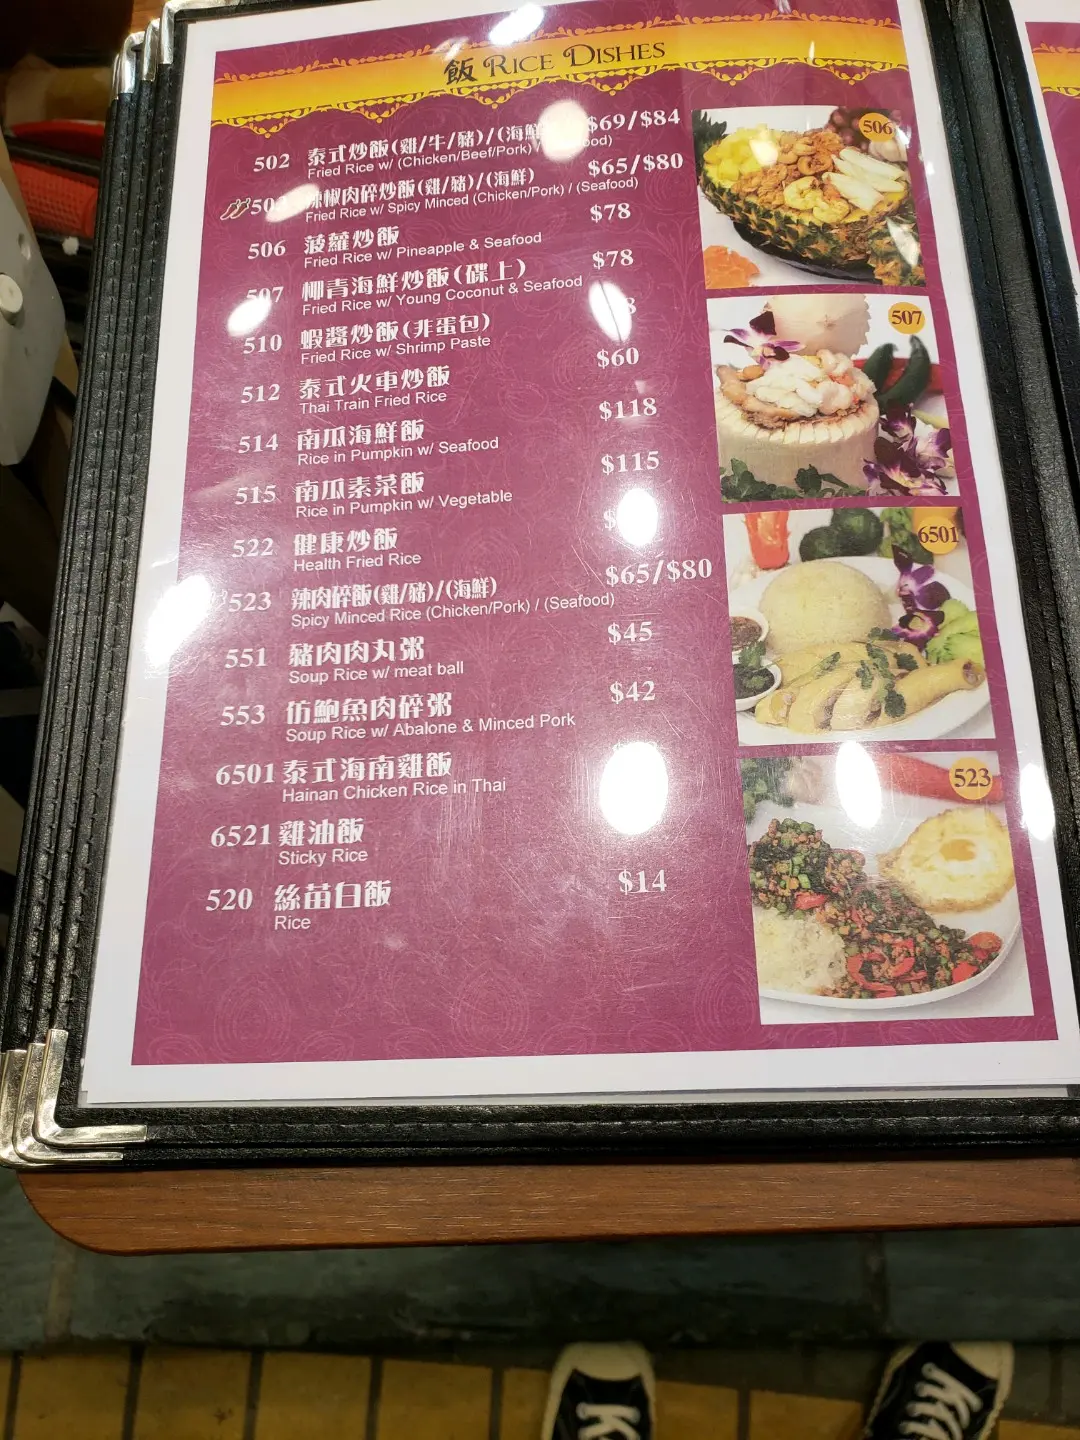 飯 RICE DISHES
502 泰式炒飯(雞/牛/豬)/(海鮮 $69/$84
Fried Rice w/ (Chicken/Beef/Pork)
椒肉碎炒飯(雞/豬)/(海鮮) $65/$80
Fried Rice w/ Spicy Minced (Chicken/Pork) / (Seafood)
506 菠蘿炒飯 $78
Fried Rice w/ Pineapple & Seafood
507 椰青海鮮炒飯(碟上) $78
Fried Rice w/ Young Coconut & Seafood
510 蝦醬炒飯(非蛋包)
Fried Rice w/ Shrimp Paste
512 泰式火車炒飯 $60
Thai Train Fried Rice
514 南瓜海鮮飯 $118
Rice in Pumpkin w/ Seafood
515 南瓜素菜飯 $115
Rice in Pumpkin w/ Vegetable
522 健康炒飯
Health Fried Rice
523 辣肉碎飯(雞/豬)/(海鮮) $65/$80
Spicy Minced Rice (Chicken/Pork) / (Seafood)
551 豬肉肉丸粥 $45
Soup Rice w/ meat ball
553 仿鮑魚肉碎粥 $42
Soup Rice w/ Abalone & Minced Pork
6501 泰式海南雞飯
Hainan Chicken Rice in Thai
6521 雞油飯
Sticky Rice
520 絲苗白飯 $14
Rice
506
507
6501
523